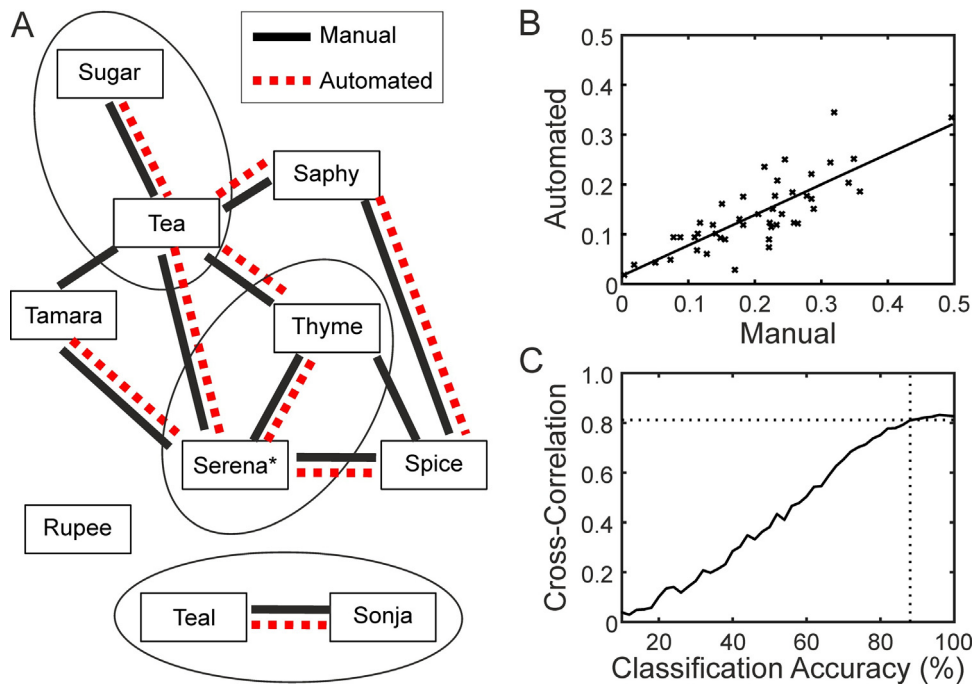 A
Sugar
Manual
Automated
Saphy
Tea
Tamara
Thyme
Serena*
Spice
Rupee
Teal
Sonja
B
0.5
0.4
0.3
0.2
0.1
0
Automated
0
0.1
0.2
0.3
0.4
0.5
Manual
C
1.0
0.8
0.6
0.4
0.2
0
Cross-Correlation
20
40
60
80
100
Classification Accuracy (%)